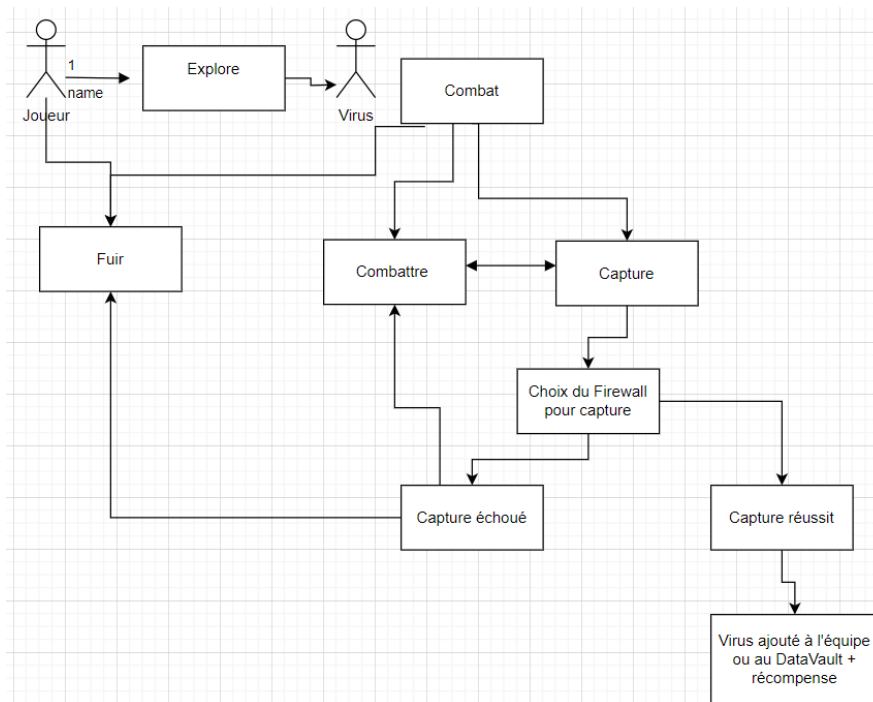 1
name
Joueur
Explore
Virus
Combat
Fuir
Combattre
Capture
Choix du Firewall
pour capture
Capture échoué
Capture réussit
Virus ajouté à l'équipe
ou au DataVault +
récompense